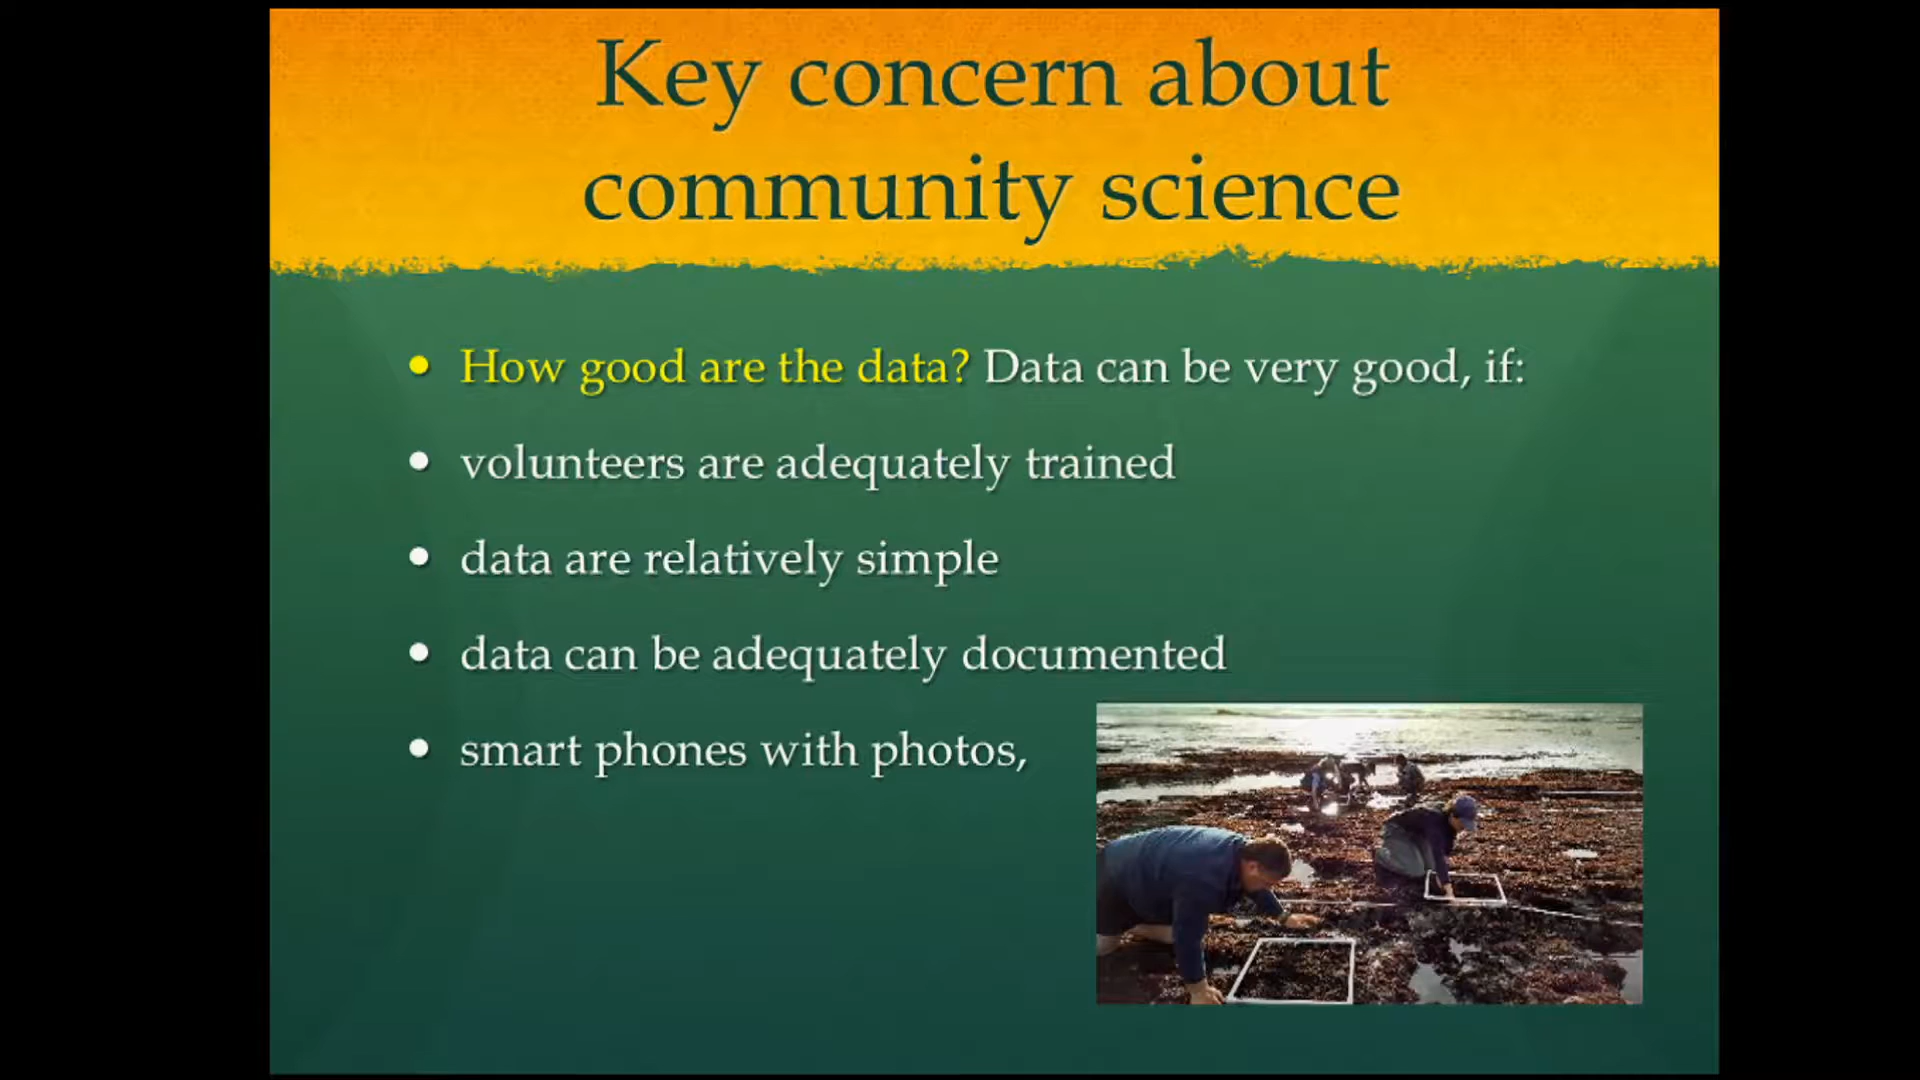 Key concern about
community science
• How good are the data? Data can be very good, if:
• volunteers are adequately trained
• data are relatively simple
• data can be adequately documented
• smart phones with photos,